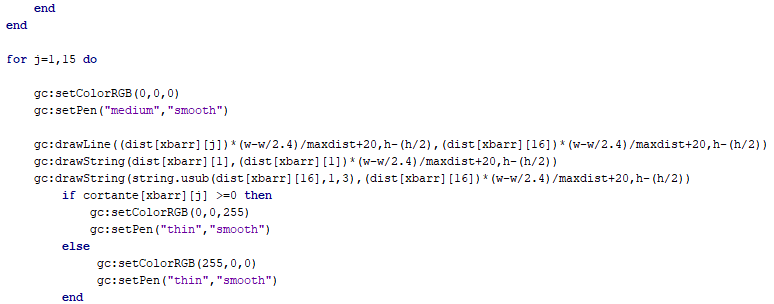 end
end
for j=1,15 do
gc:setColorRGB(0,0,0)
gc:setPen("medium","smooth")
gc:drawLine((dist[xbarr][j])*(w-w/2.4)/maxdist+20,h-(h/2),(dist[xbarr][16])*(w-w/2.4)/maxdist+20,h-(h/2))
gc:drawString(dist[xbarr][1],(dist[xbarr][1])*(w-w/2.4)/maxdist+20,h-(h/2))
gc:drawString(string.usub(dist[xbarr][16],1,3),(dist[xbarr][16])*(w-w/2.4)/maxdist+20,h-(h/2))
if cortante[xbarr][j] >=0 then
gc:setColorRGB(0,0,255)
gc:setPen("thin","smooth")
else
gc:setColorRGB(255,0,0)
gc:setPen("thin","smooth")
end